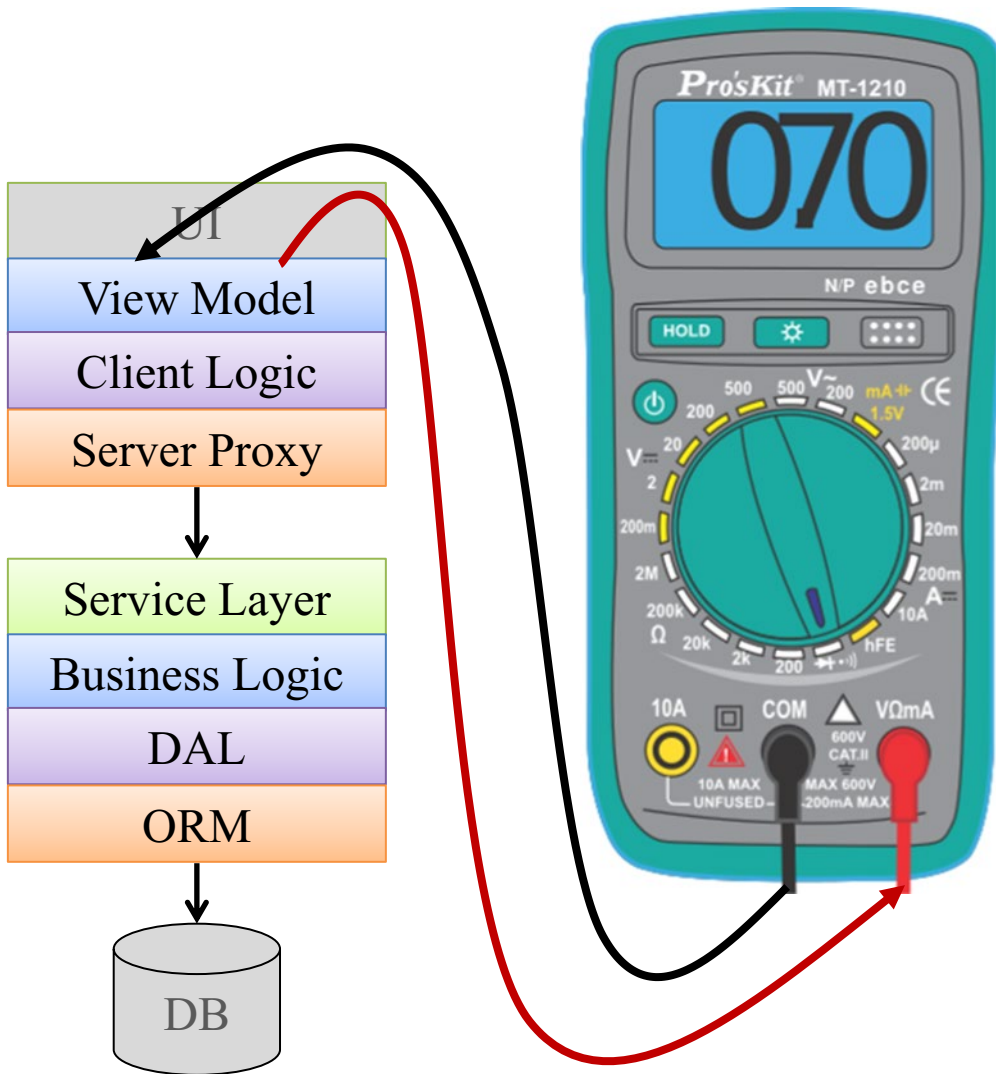 UI
View Model
Client Logic
Server Proxy
Service Layer
Business Logic
DAL
ORM
DB
Pro'sKit® MT-1210
070
N/P ebce
HOLD
500 500 V~ 200 mA 1.5V CE
200 200µ
20 2m
V 2 20m
200m 200m
2M A
200k 10A
Ω 20k hFE
2k 200
10A COM VΩmA
600V
CAT.II
10A MAX MAX 600V
UNFUSED 200mA MAX